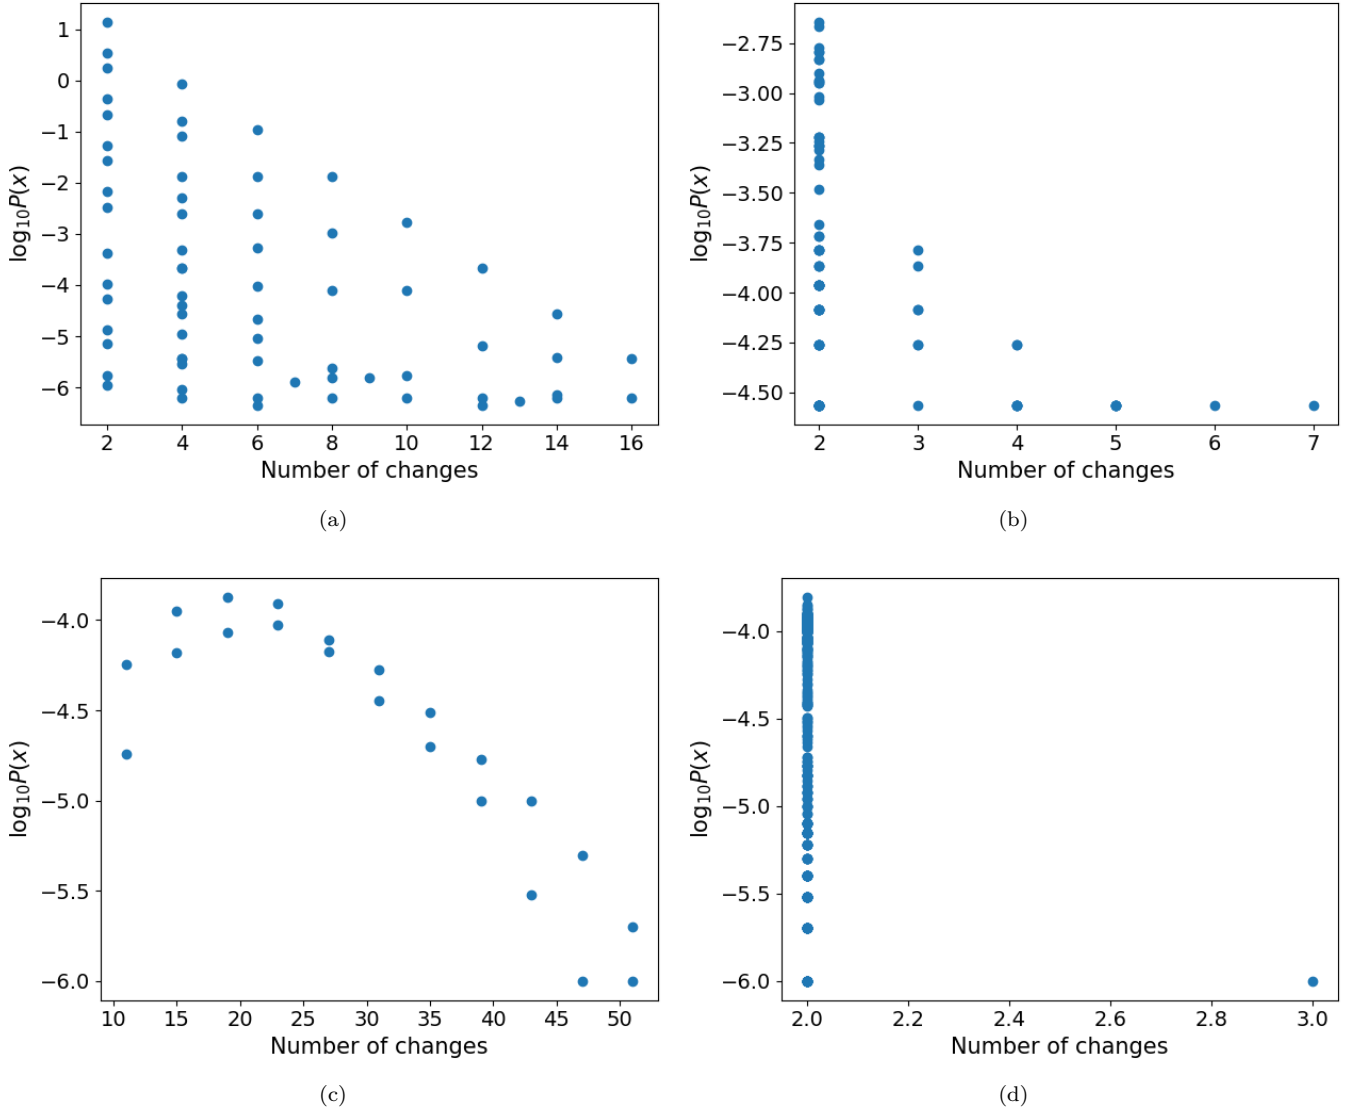 1
0
−1
−2
−3
−4
−5
−6
log10P(x)
2 4 6 8 10 12 14 16
Number of changes
(a)
−2.75
−3.00
−3.25
−3.50
−3.75
−4.00
−4.25
−4.50
log10P(x)
2 3 4 5 6 7
Number of changes
(b)
−4.0
−4.5
−5.0
−5.5
−6.0
log10P(x)
10 15 20 25 30 35 40 45 50
Number of changes
(c)
−4.0
−4.5
−5.0
−5.5
−6.0
log10P(x)
2.0 2.2 2.4 2.6 2.8 3.0
Number of changes
(d)